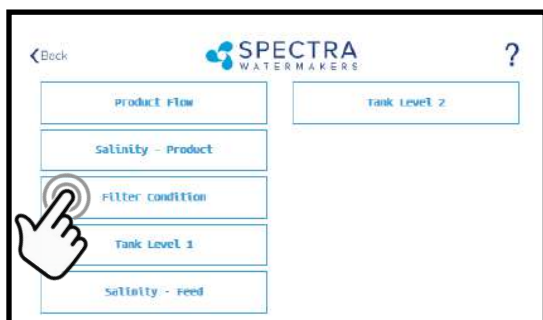 Back
SPECTRA
WATERMAKERS
?
Product Flow
Tank Level 2
Salinity - Product
Filter Condition
Tank Level 1
Salinity - Feed